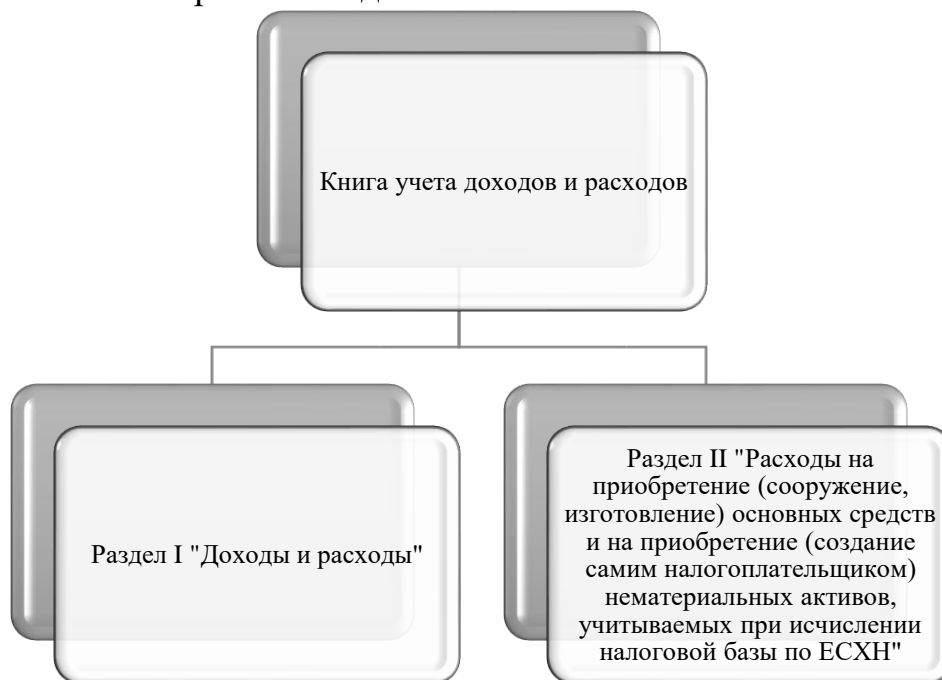 Книга учета доходов и расходов
Раздел I "Доходы и расходы"
Раздел II "Расходы на
приобретение (сооружение,
изготовление) основных средств
и на приобретение (создание
самим налогоплательщиком)
нематериальных активов,
учитываемых при исчислении
налоговой базы по ЕСХН"